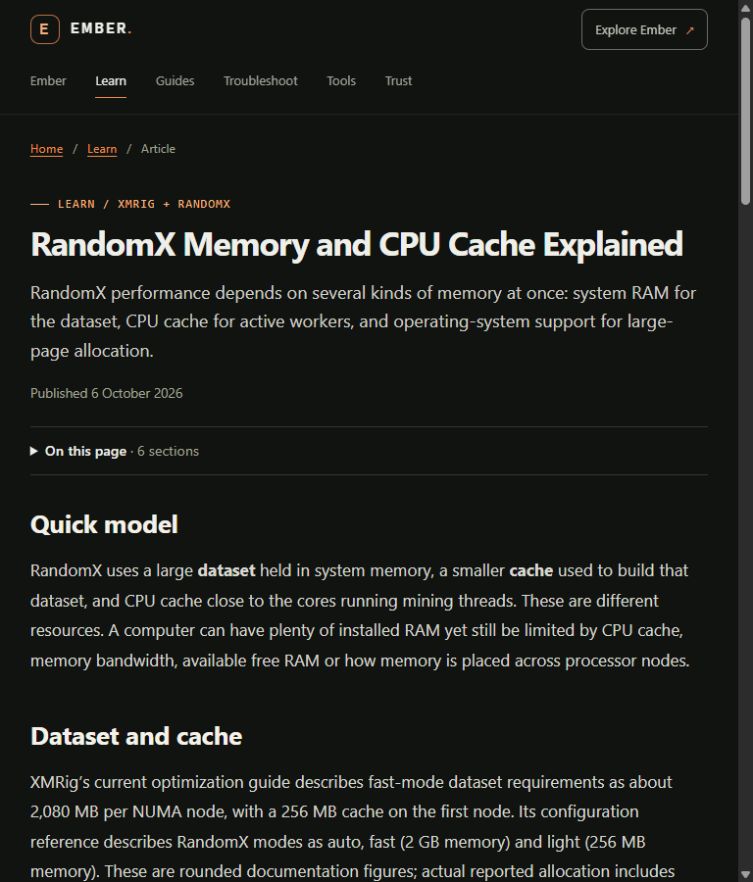 E EMBER.
Explore Ember ↗
Ember Learn Guides Troubleshoot Tools Trust
Home / Learn / Article
LEARN / XMRIG + RANDOMX
RandomX Memory and CPU Cache Explained
RandomX performance depends on several kinds of memory at once: system RAM for
the dataset, CPU cache for active workers, and operating-system support for large-
page allocation.
Published 6 October 2026
On this page · 6 sections
Quick model
RandomX uses a large dataset held in system memory, a smaller cache used to build that
dataset, and CPU cache close to the cores running mining threads. These are different
resources. A computer can have plenty of installed RAM yet still be limited by CPU cache,
memory bandwidth, available free RAM or how memory is placed across processor nodes.
Dataset and cache
XMRig’s current optimization guide describes fast-mode dataset requirements as about
2,080 MB per NUMA node, with a 256 MB cache on the first node. Its configuration
reference describes RandomX modes as auto, fast (2 GB memory) and light (256 MB
memory). These are rounded documentation figures; actual reported allocation includes